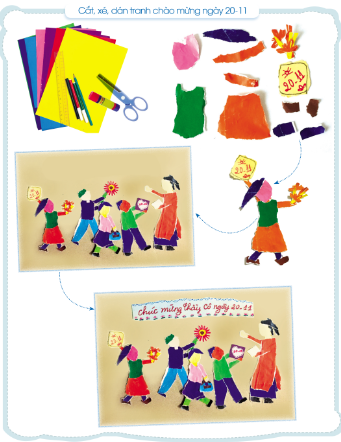 Cắt, xé, dán tranh chào mừng ngày 20-11
20-11
chúc mừng thầy cô ngày 20-11